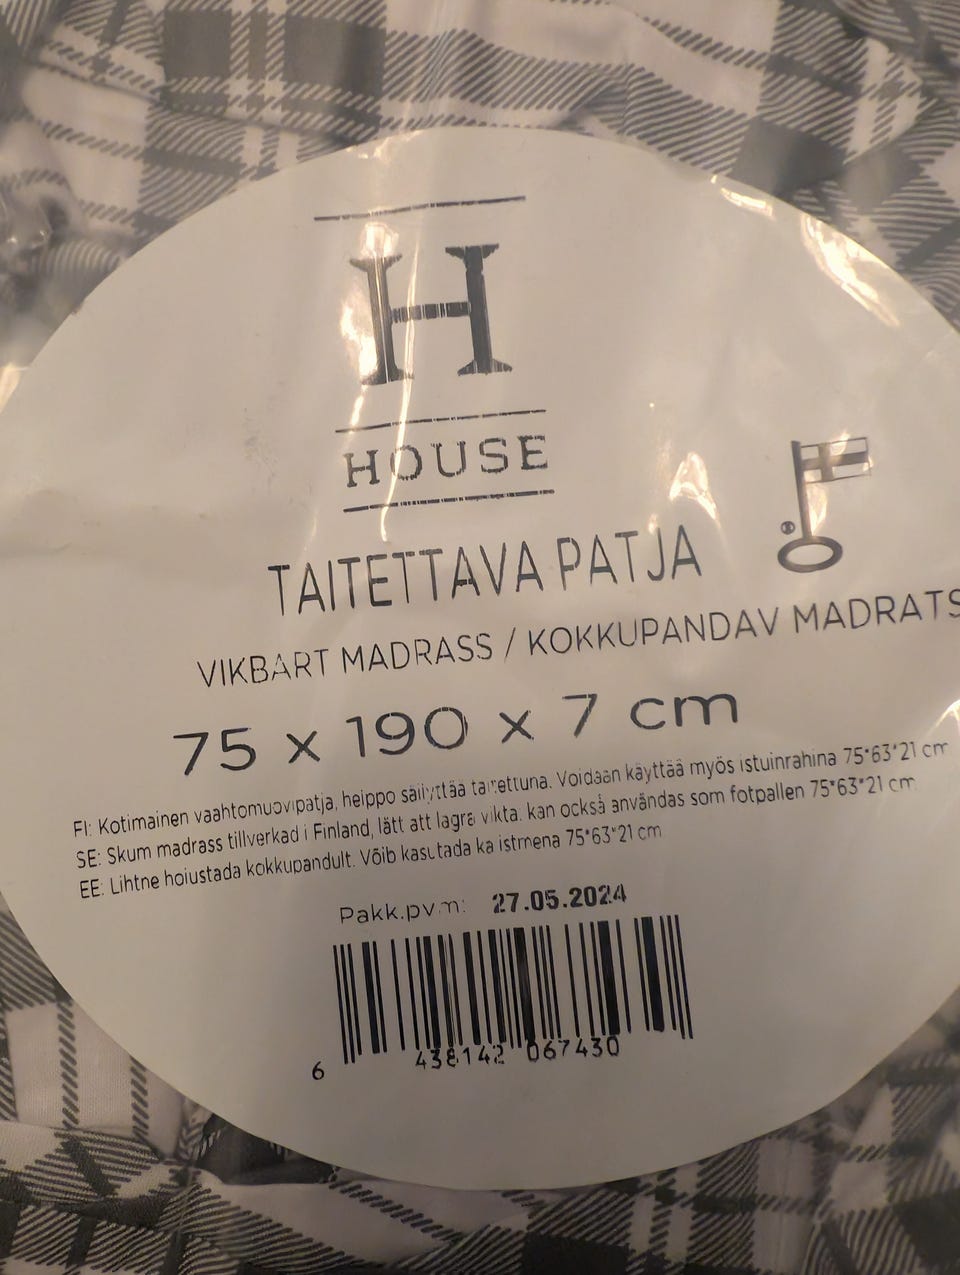 H
HOUSE
TAITETTAVA PATJA
®
VIKBART MADRASS / KOKKUPANDAV MADRATS
75 x 190 x 7 cm
FI: Kotimainen vaahtomuovipatja, heippo säilyttää taitettuna. Voidaan käyttää myös istuinrahina 75*63*21 cm
SE: Skum madrass tillverkad i Finland, lätt att lagra vikta. kan också användas som fotpallen 75*63*21 cm
EE: Lihtne hoiustada kokkupandult. Võib kasutada ka istmena 75*63*21 cm
Pakk.pvm: 27.05.2024
6 438142 067430